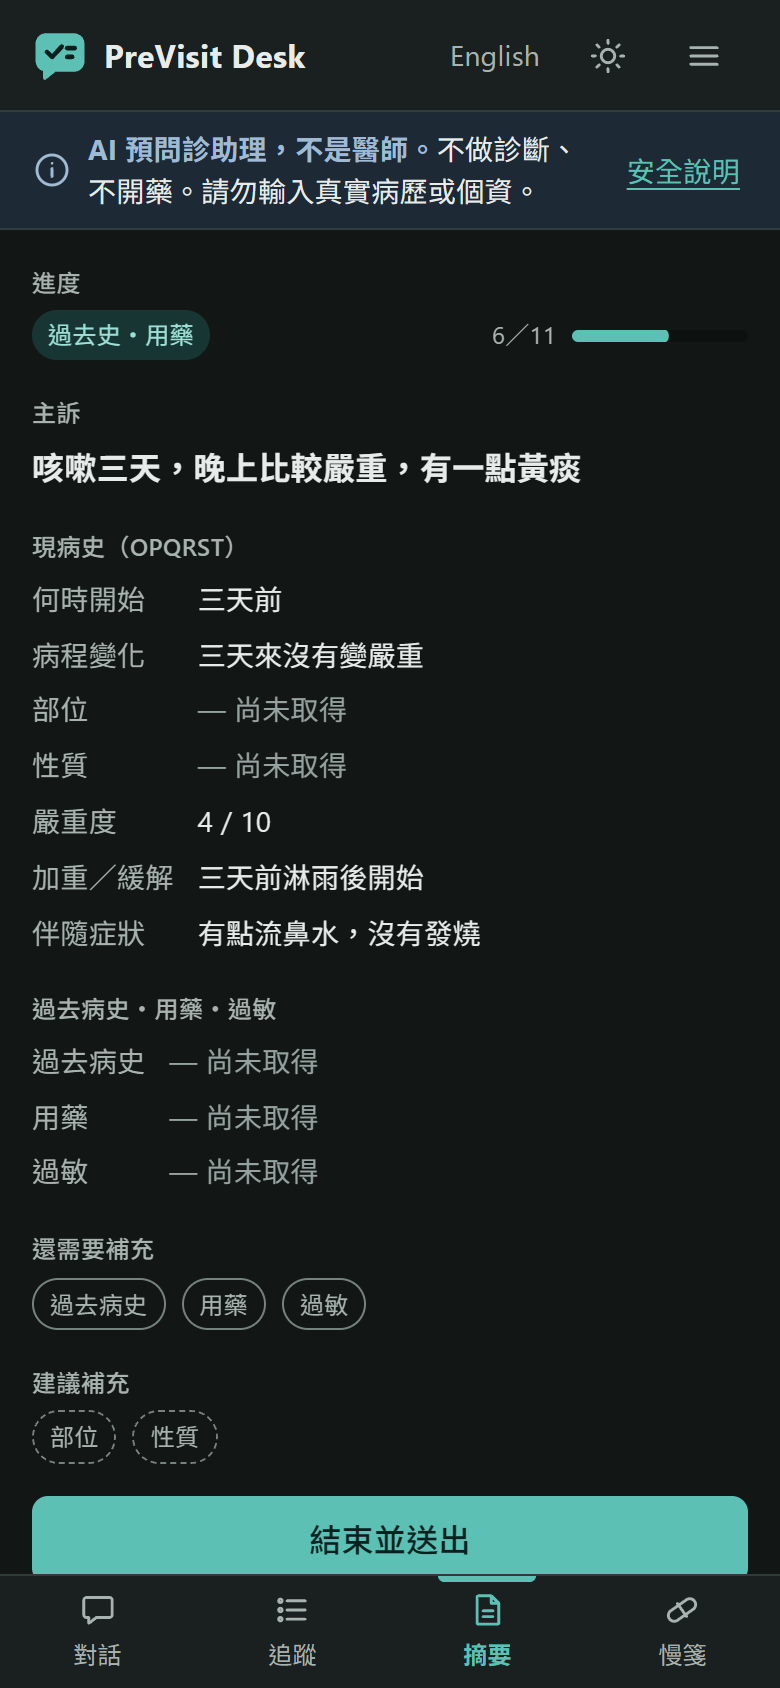 PreVisit Desk
English
AI 預問診助理，不是醫師。不做診斷、
不開藥。請勿輸入真實病歷或個資。
安全說明
進度
過去史・用藥
6／11
主訴
咳嗽三天，晚上比較嚴重，有一點黃痰
現病史（OPQRST）
何時開始 三天前
病程變化 三天來沒有變嚴重
部位 — 尚未取得
性質 — 尚未取得
嚴重度 4 / 10
加重／緩解 三天前淋雨後開始
伴隨症狀 有點流鼻水，沒有發燒
過去病史・用藥・過敏
過去病史 — 尚未取得
用藥 — 尚未取得
過敏 — 尚未取得
還需要補充
過去病史 用藥 過敏
建議補充
部位 性質
結束並送出
對話 追蹤 摘要 慢箋